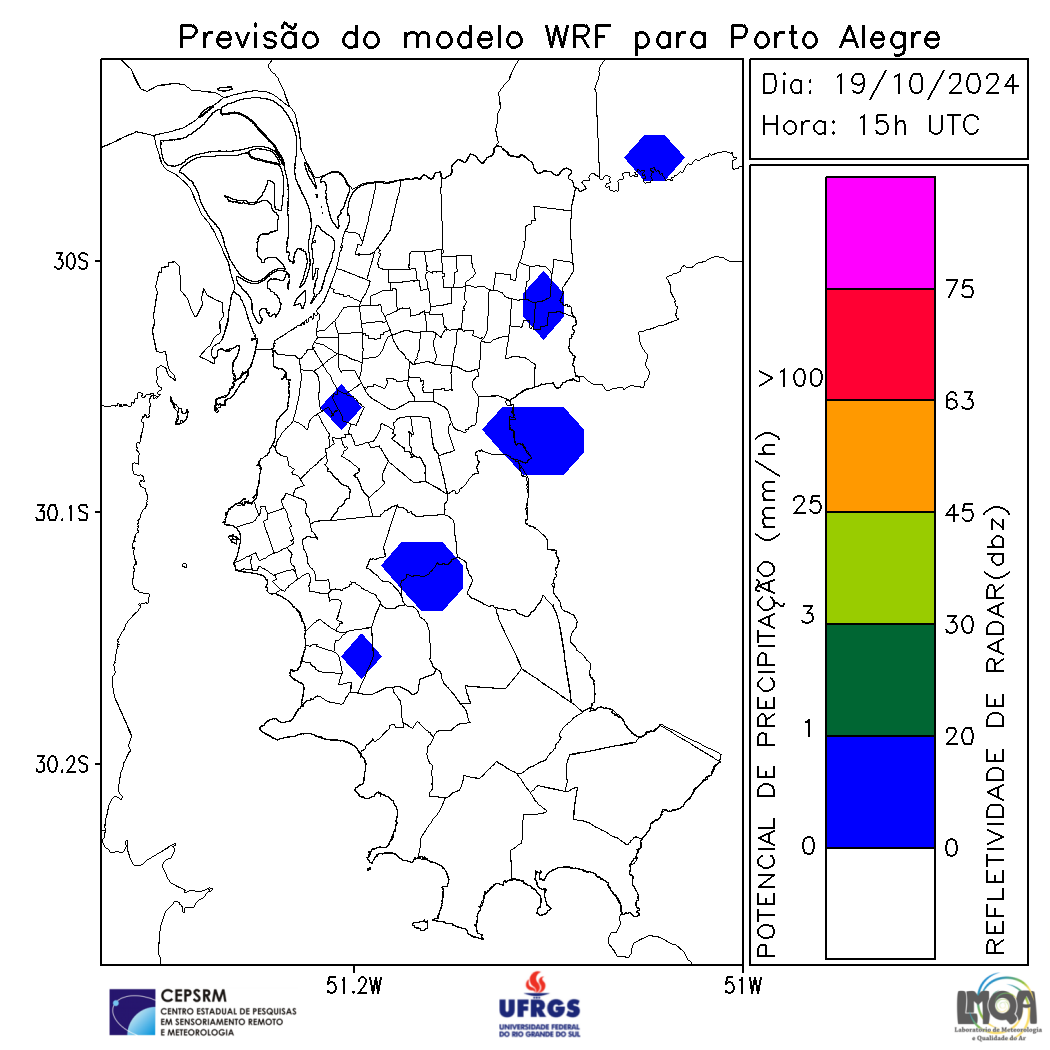 Previsão do modelo WRF para Porto Alegre
Dia: 19/10/2024
Hora: 15h UTC
30S
30.1S
30.2S
51.2W
51W
POTENCIAL DE PRECIPITAÇÃO (mm/h)
>100
25
3
1
0
75
63
45
30
20
0
REFLETIVIDADE DE RADAR(dbz)
CEPSRM
CENTRO ESTADUAL DE PESQUISAS
EM SENSORIAMENTO REMOTO
E METEOROLOGIA
UFRGS
UNIVERSIDADE FEDERAL
DO RIO GRANDE DO SUL
LMQA
Laboratório de Meteorologia
e Qualidade do Ar